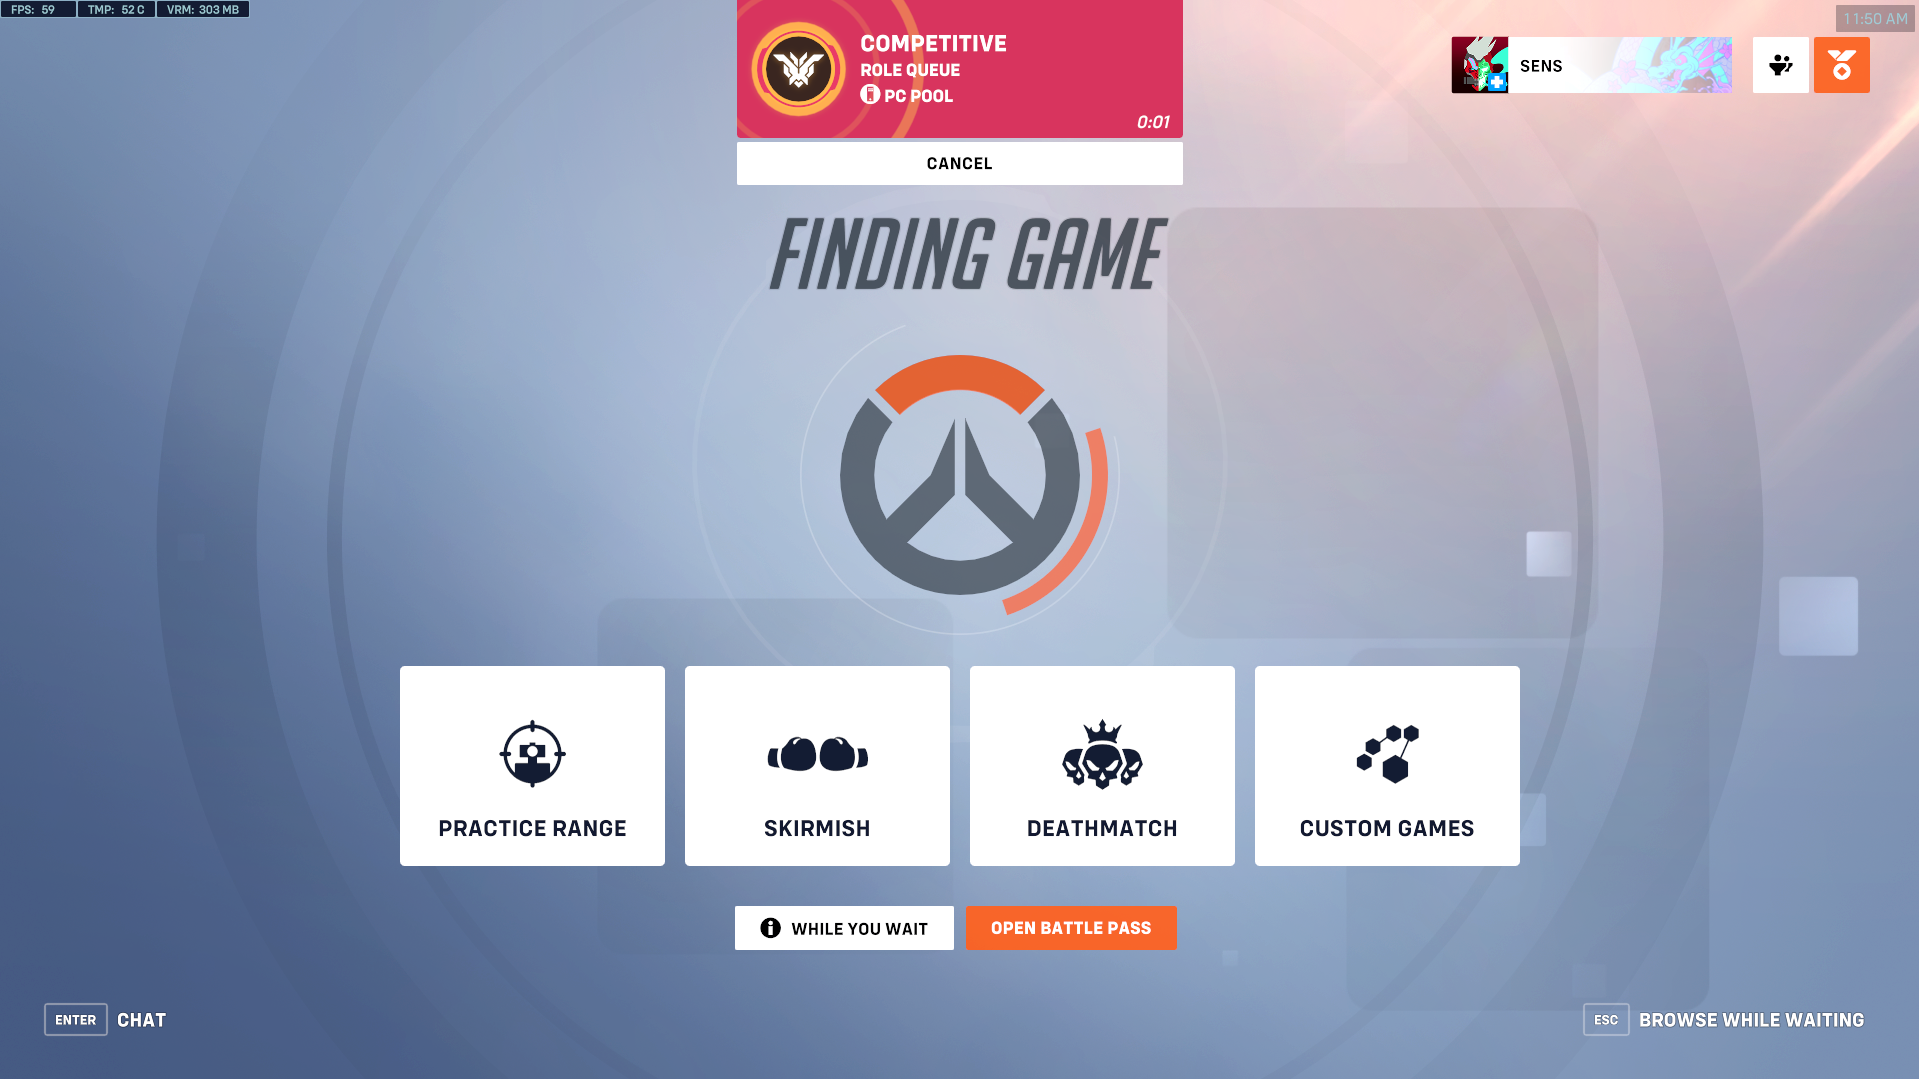 FPS: 59 TMP: 52 C VRM: 303 MB
11:50 AM
COMPETITIVE
ROLE QUEUE
PC POOL
0:01
CANCEL
SENS
FINDING GAME
PRACTICE RANGE
SKIRMISH
DEATHMATCH
CUSTOM GAMES
WHILE YOU WAIT
OPEN BATTLE PASS
ENTER CHAT
ESC BROWSE WHILE WAITING